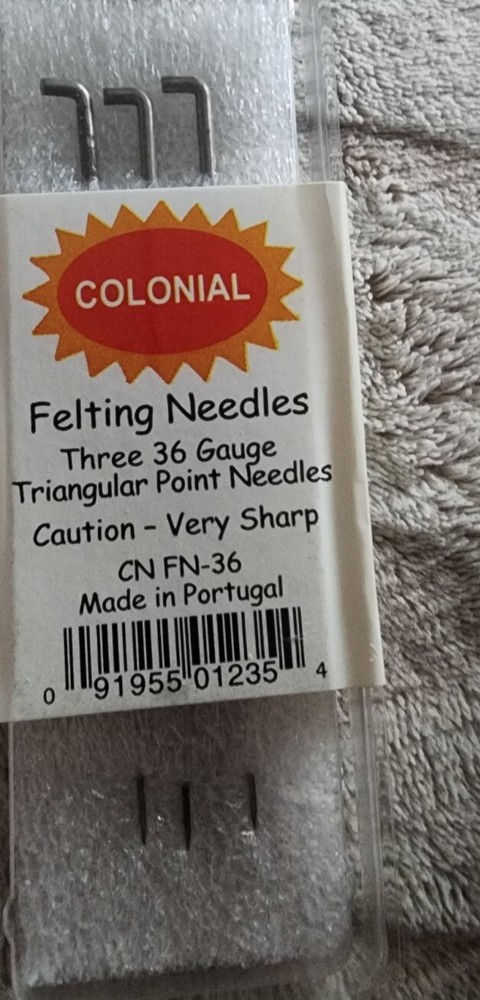 COLONIAL
Felting Needles
Three 36 Gauge
Triangular Point Needles
Caution - Very Sharp
CN FN-36
Made in Portugal
0 91955 01235 4